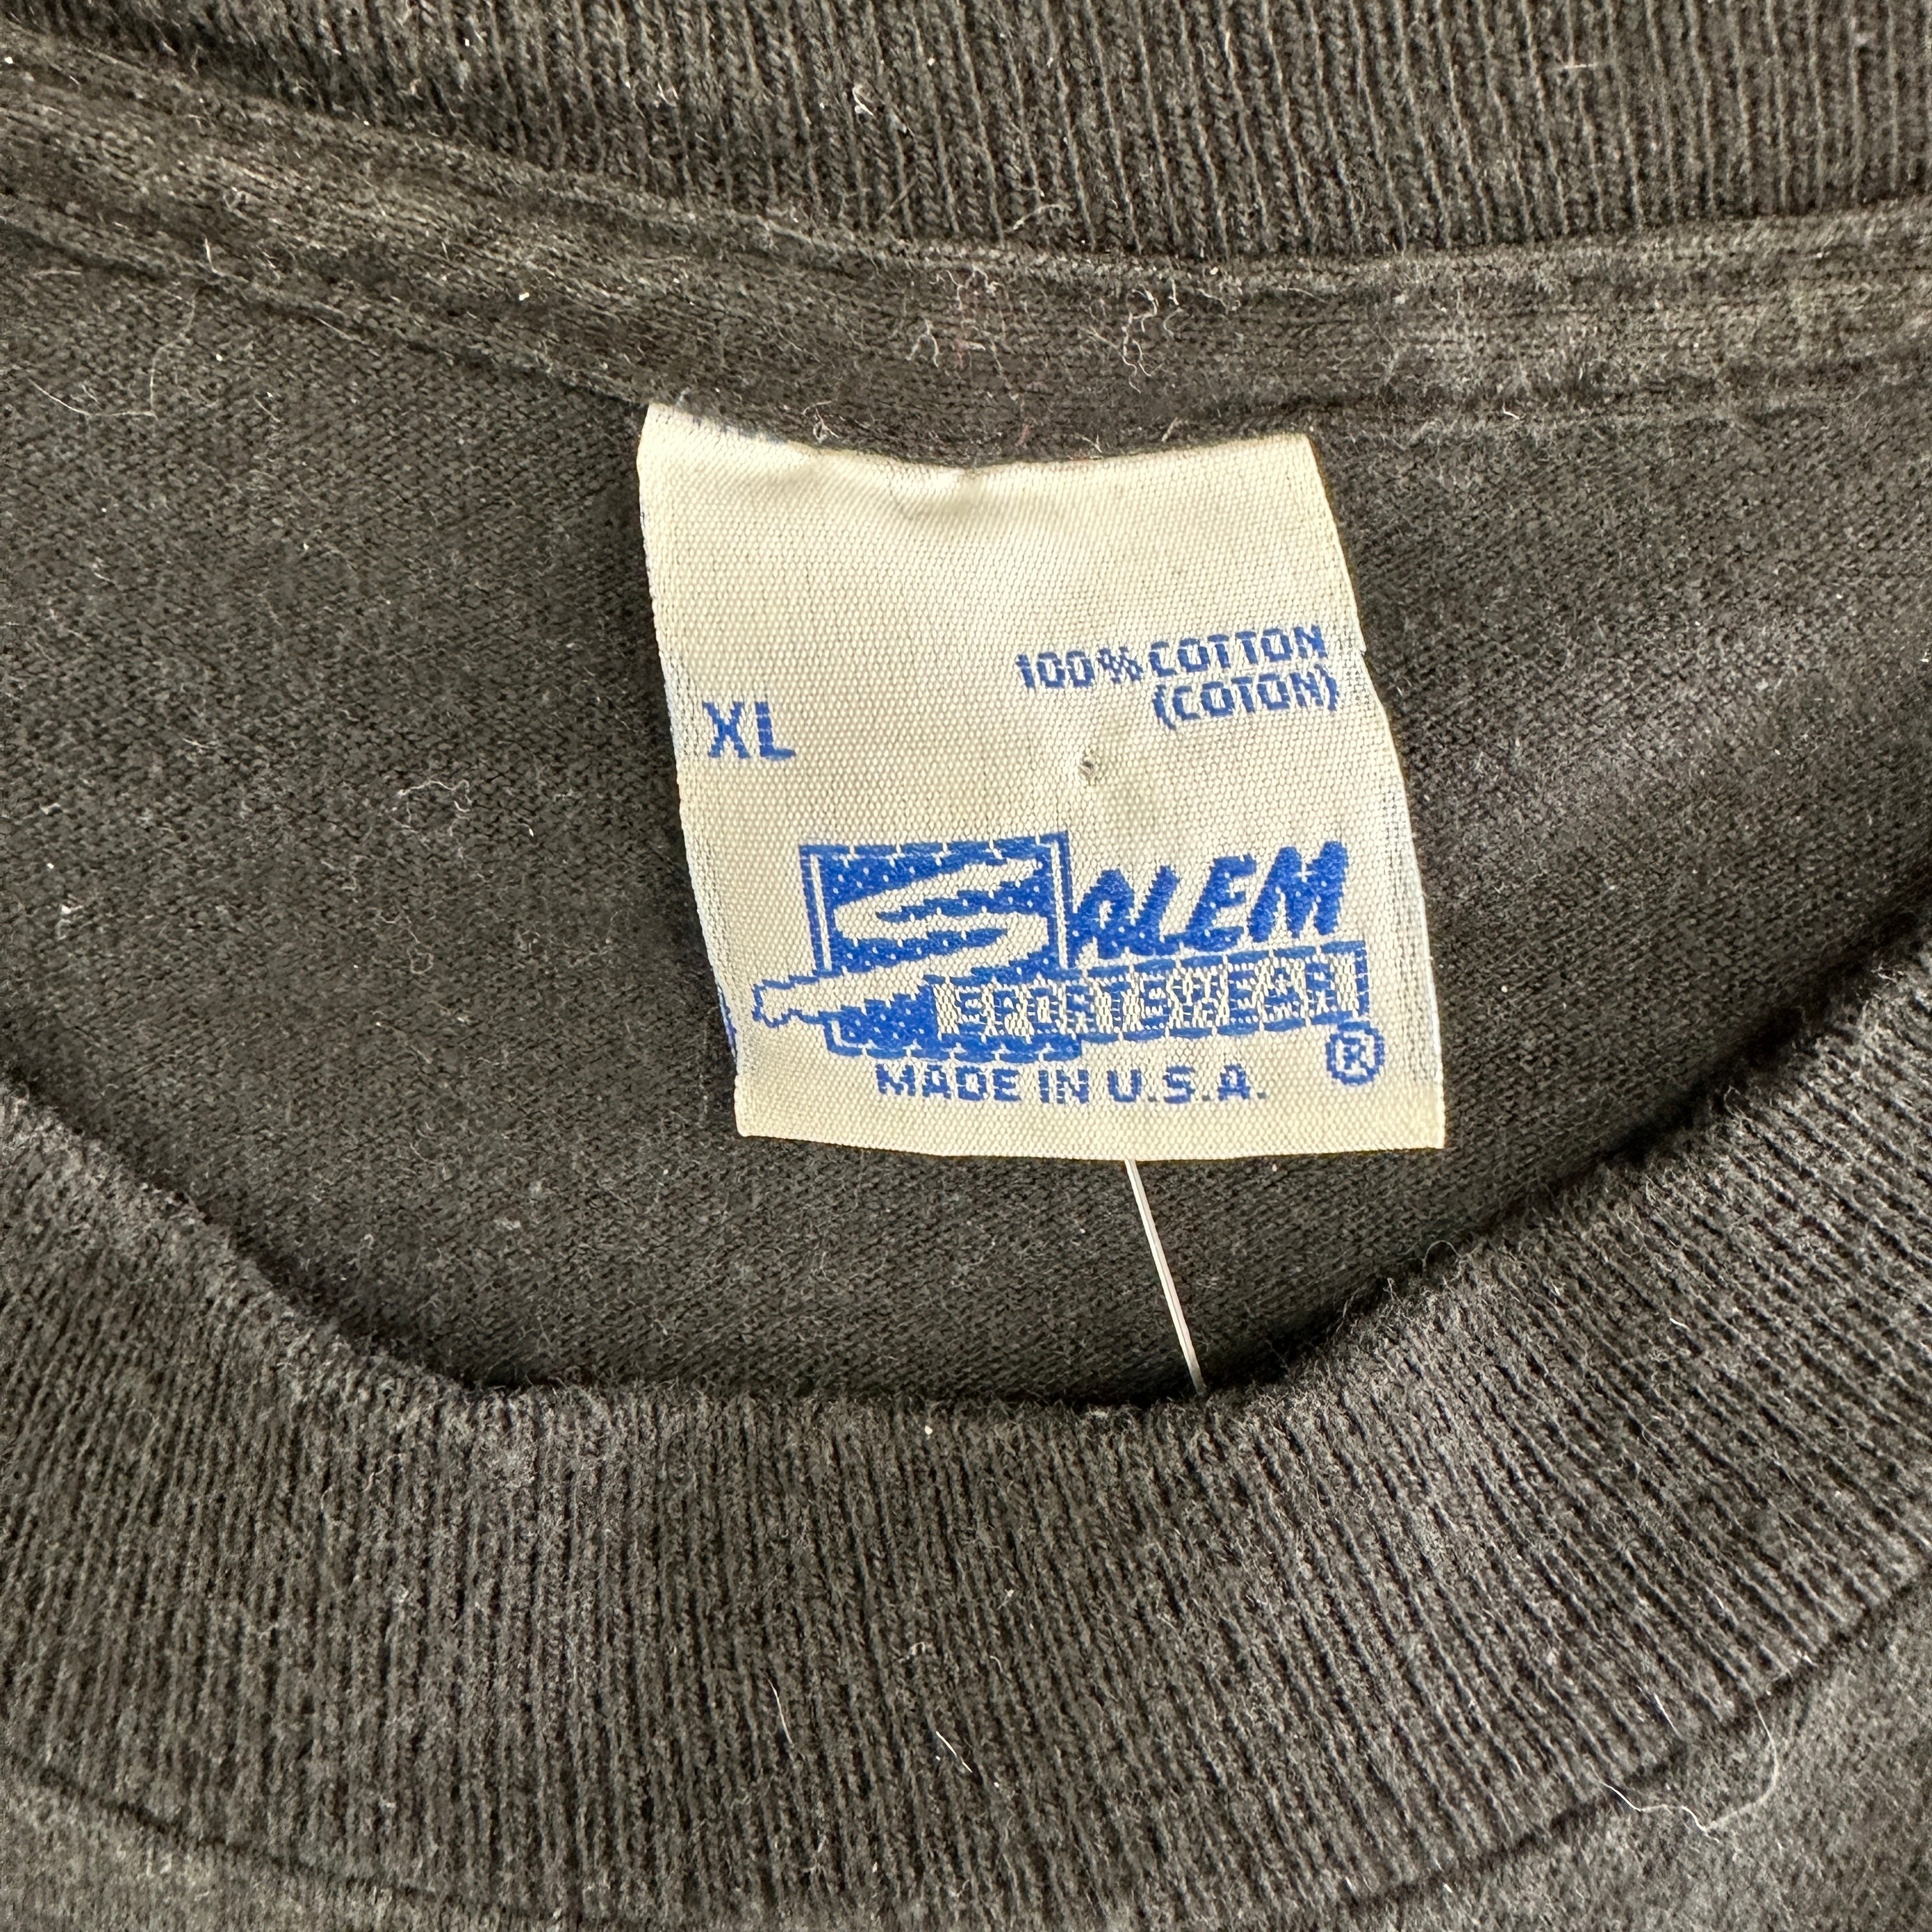 100% COTTON
(COTON)
XL
SALEM
SPORTSWEAR
®
MADE IN U.S.A.